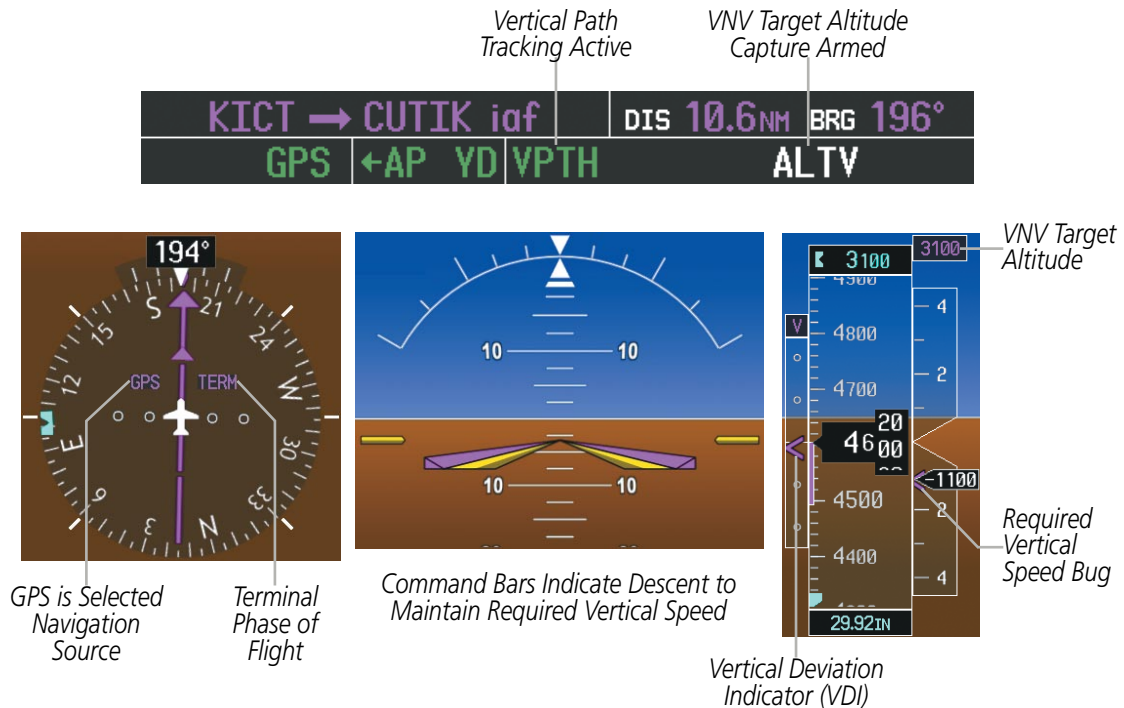 Vertical Path
Tracking Active
VNV Target Altitude
Capture Armed
KICT → CUTIK iaf DIS 10.6NM BRG 196°
GPS ←AP YD VPTH ALTV
194°
S 21 24 W 30 33 N 3 6 E 12 15
GPS TERM
GPS is Selected
Navigation
Source
Terminal
Phase of
Flight
10 10
10 10
Command Bars Indicate Descent to
Maintain Required Vertical Speed
3100
3100
VNV Target
Altitude
4900
V
4800
4700
4600
20
00
4500
4400
4
2
-1100
2
4
29.92IN
Required
Vertical
Speed Bug
Vertical Deviation
Indicator (VDI)